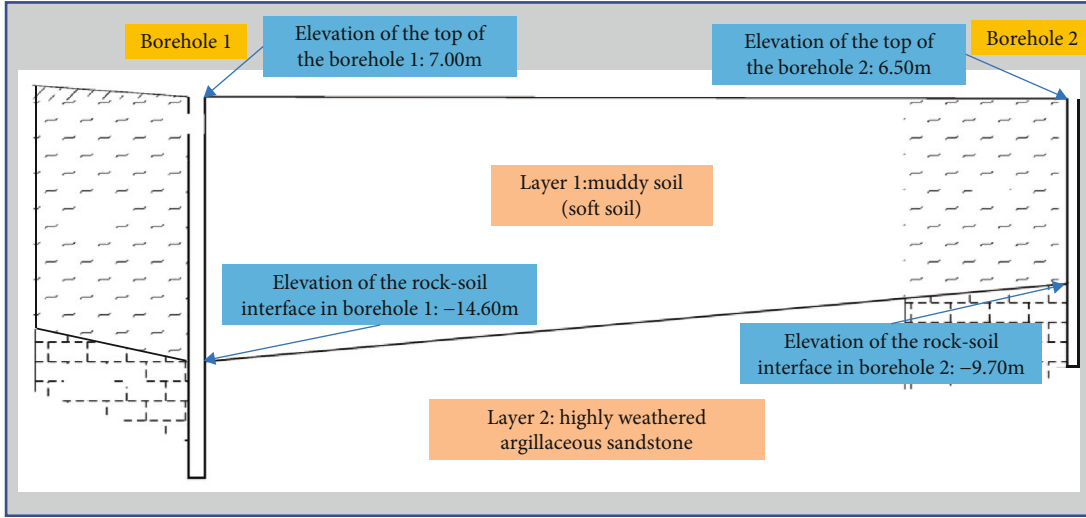 Borehole 1
Elevation of the top of
the borehole 1: 7.00m
Elevation of the top of
the borehole 2: 6.50m
Borehole 2
Layer 1:muddy soil
(soft soil)
Elevation of the rock-soil
interface in borehole 1: −14.60m
Elevation of the rock-soil
interface in borehole 2: −9.70m
Layer 2: highly weathered
argillaceous sandstone